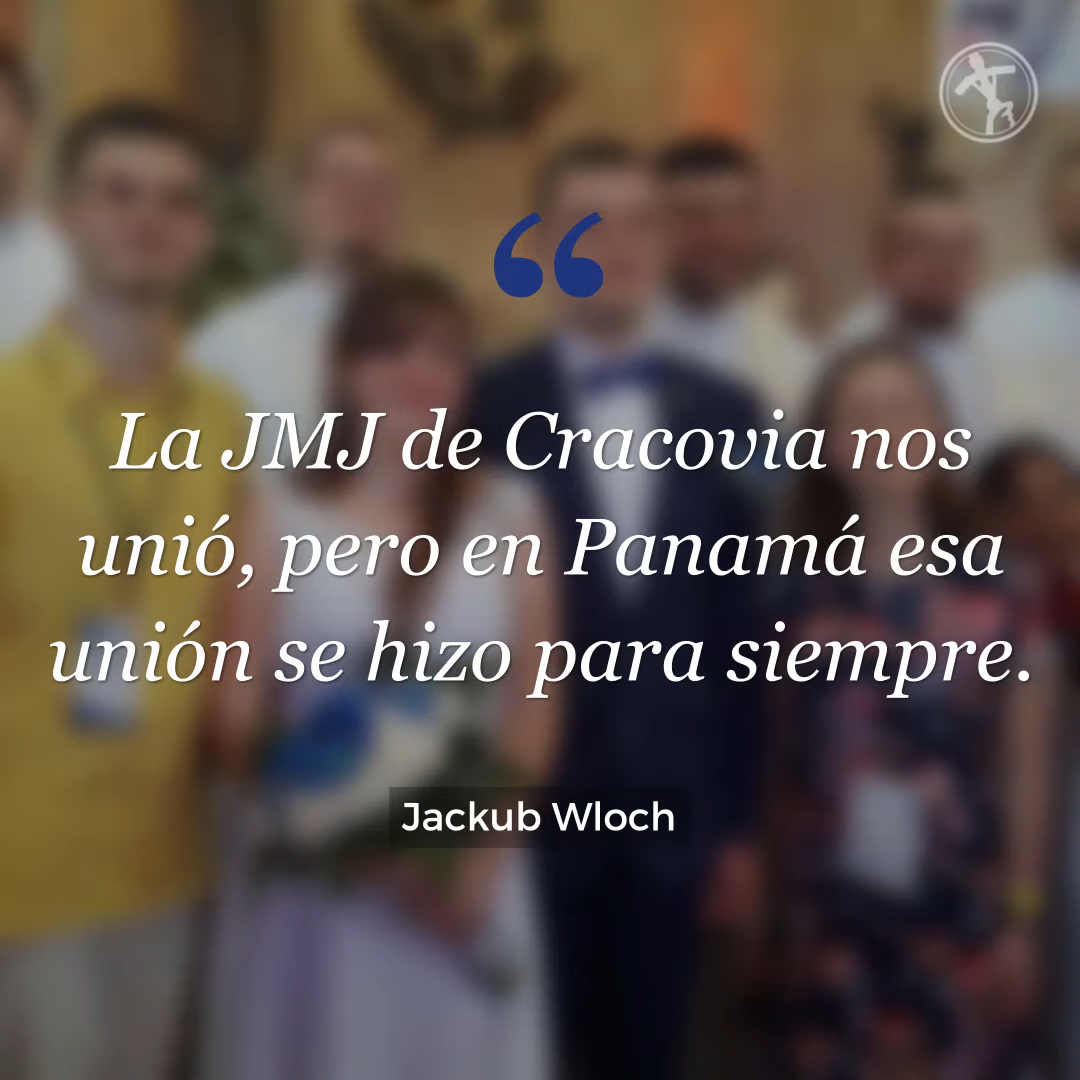 “
La JMJ de Cracovia nos
unió, pero en Panamá esa
unión se hizo para siempre.
Jackub Wloch